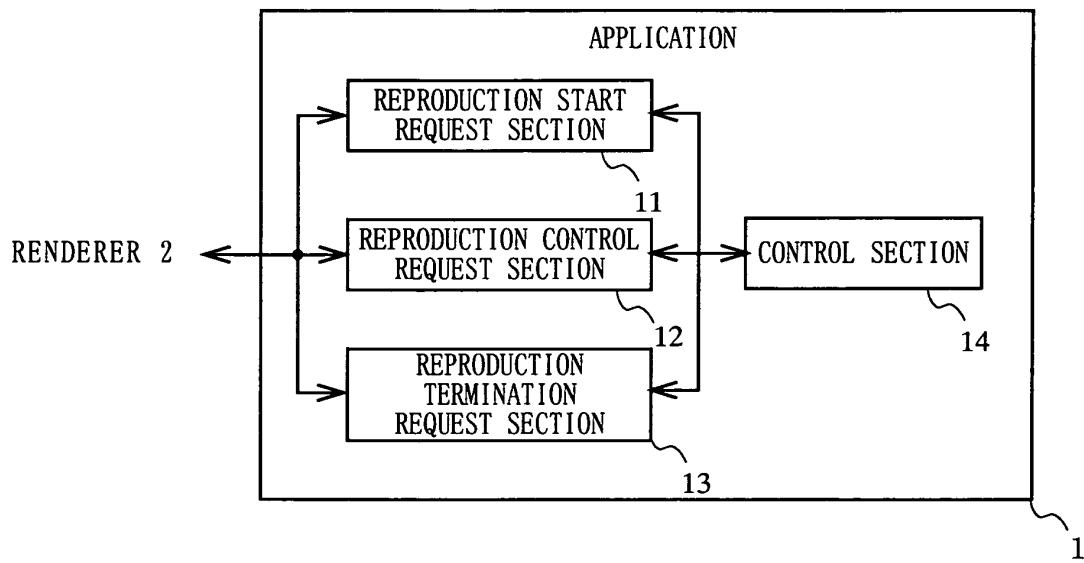 APPLICATION
REPRODUCTION START
REQUEST SECTION
11
RENDERER 2
REPRODUCTION CONTROL
REQUEST SECTION
12
CONTROL SECTION
14
REPRODUCTION
TERMINATION
REQUEST SECTION
13
1